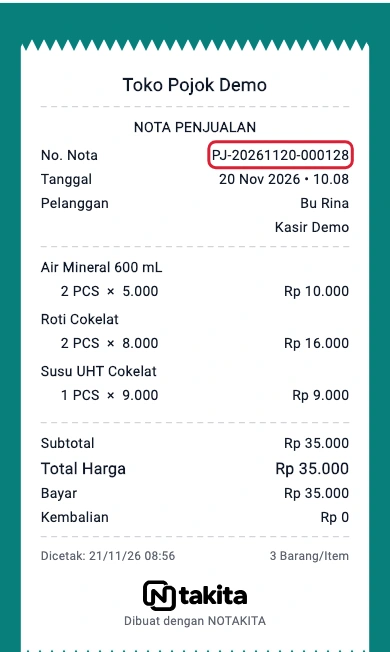 Toko Pojok Demo
NOTA PENJUALAN
No. Nota PJ-20261120-000128
Tanggal 20 Nov 2026 • 10.08
Pelanggan Bu Rina
Kasir Demo
Air Mineral 600 mL
2 PCS × 5.000 Rp 10.000
Roti Cokelat
2 PCS × 8.000 Rp 16.000
Susu UHT Cokelat
1 PCS × 9.000 Rp 9.000
Subtotal Rp 35.000
Total Harga Rp 35.000
Bayar Rp 35.000
Kembalian Rp 0
Dicetak: 21/11/26 08:56 3 Barang/Item
Notakita
Dibuat dengan NOTAKITA